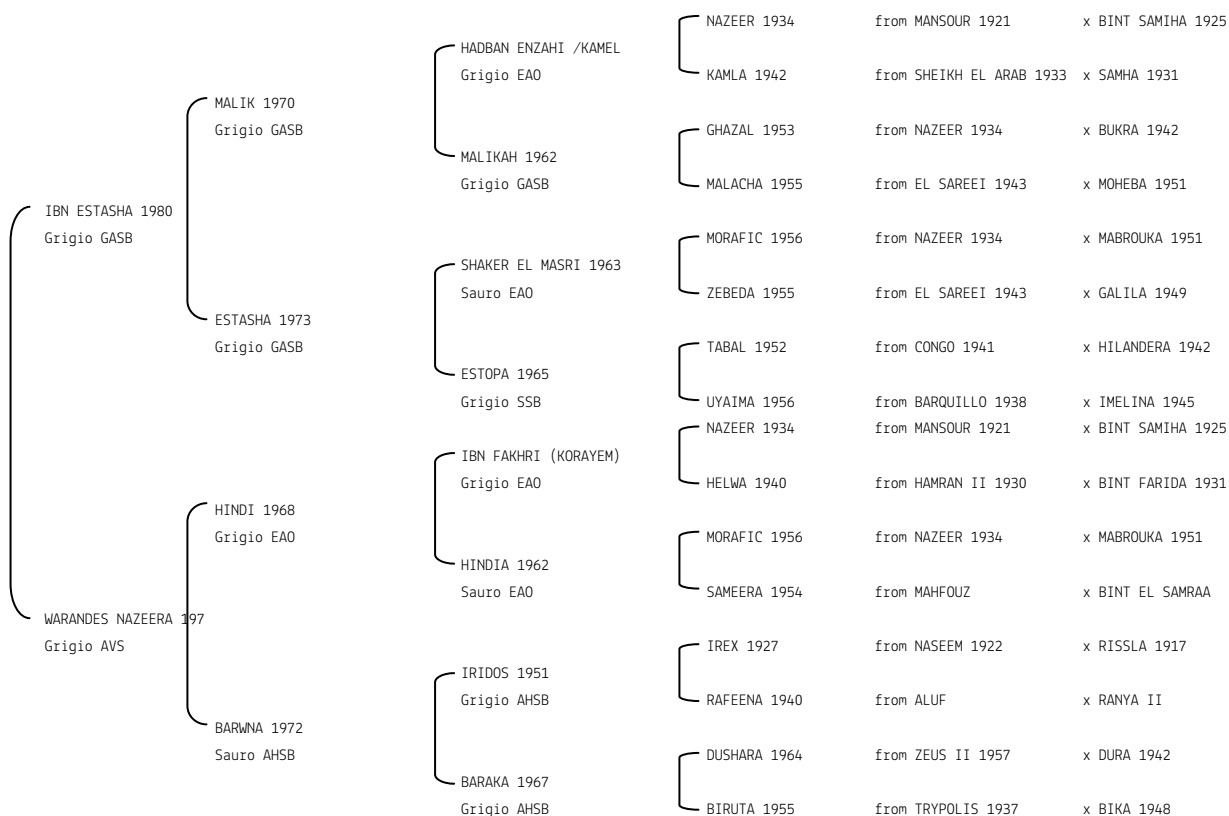 NAZEER 1934 from MANSOUR 1921 x BINT SAMIHA 1925
HADBAN ENZAHI /KAMEL
Grigio EAO
KAMLA 1942 from SHEIKH EL ARAB 1933 x SAMHA 1931
MALIK 1970
Grigio GASB
GHAZAL 1953 from NAZEER 1934 x BUKRA 1942
MALIKAH 1962
Grigio GASB
MALACHA 1955 from EL SAREEI 1943 x MOHEBA 1951
IBN ESTASHA 1980
Grigio GASB
MORAFIC 1956 from NAZEER 1934 x MABROUKA 1951
SHAKER EL MASRI 1963
Sauro EAO
ZEBEDA 1955 from EL SAREEI 1943 x GALILA 1949
ESTASHA 1973
Grigio GASB
TABAL 1952 from CONGO 1941 x HILANDERA 1942
ESTOPA 1965
Grigio SSB
UYAIMA 1956 from BARQUILLO 1938 x IMELINA 1945
NAZEER 1934 from MANSOUR 1921 x BINT SAMIHA 1925
IBN FAKHRI (KORAYEM)
Grigio EAO
HELWA 1940 from HAMRAN II 1930 x BINT FARIDA 1931
HINDI 1968
Grigio EAO
MORAFIC 1956 from NAZEER 1934 x MABROUKA 1951
HINDIA 1962
Sauro EAO
SAMEERA 1954 from MAHFOUZ x BINT EL SAMRAA
WARANDES NAZEERA 197
Grigio AVS
IREX 1927 from NASEEM 1922 x RISSLA 1917
IRIDOS 1951
Grigio AHSB
RAFEENA 1940 from ALUF x RANYA II
BARWNA 1972
Sauro AHSB
DUSHARA 1964 from ZEUS II 1957 x DURA 1942
BARAKA 1967
Grigio AHSB
BIRUTA 1955 from TRYPOLIS 1937 x BIKA 1948